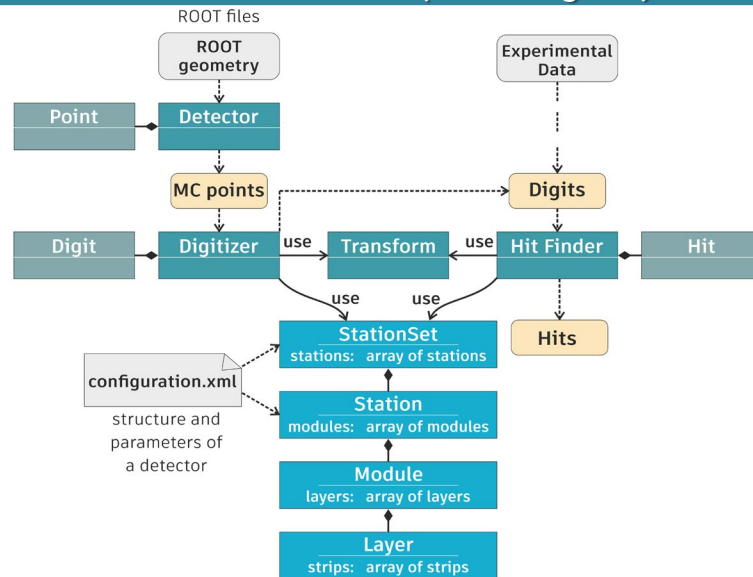 ROOT files
ROOT
geometry
Experimental
Data
Point
Detector
MC points
Digits
Digit
Digitizer
use
Transform
use
Hit Finder
Hit
use
use
StationSet
stations: array of stations
Hits
configuration.xml
Station
modules: array of modules
structure and
parameters of
a detector
Module
layers: array of layers
Layer
strips: array of strips